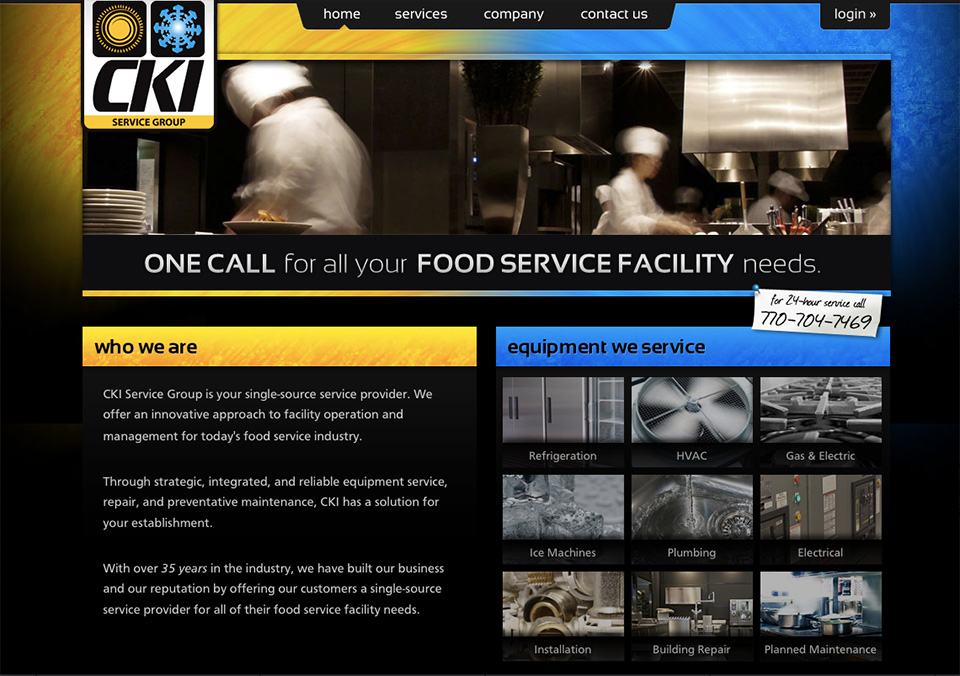 home services company contact us login »
CKI
SERVICE GROUP
ONE CALL for all your FOOD SERVICE FACILITY needs.
for 24-hour service call
770-704-7469
who we are
CKI Service Group is your single-source service provider. We
offer an innovative approach to facility operation and
management for today's food service industry.
Through strategic, integrated, and reliable equipment service,
repair, and preventative maintenance, CKI has a solution for
your establishment.
With over 35 years in the industry, we have built our business
and our reputation by offering our customers a single-source
service provider for all of their food service facility needs.
equipment we service
Refrigeration HVAC Gas & Electric
Ice Machines Plumbing Electrical
Installation Building Repair Planned Maintenance